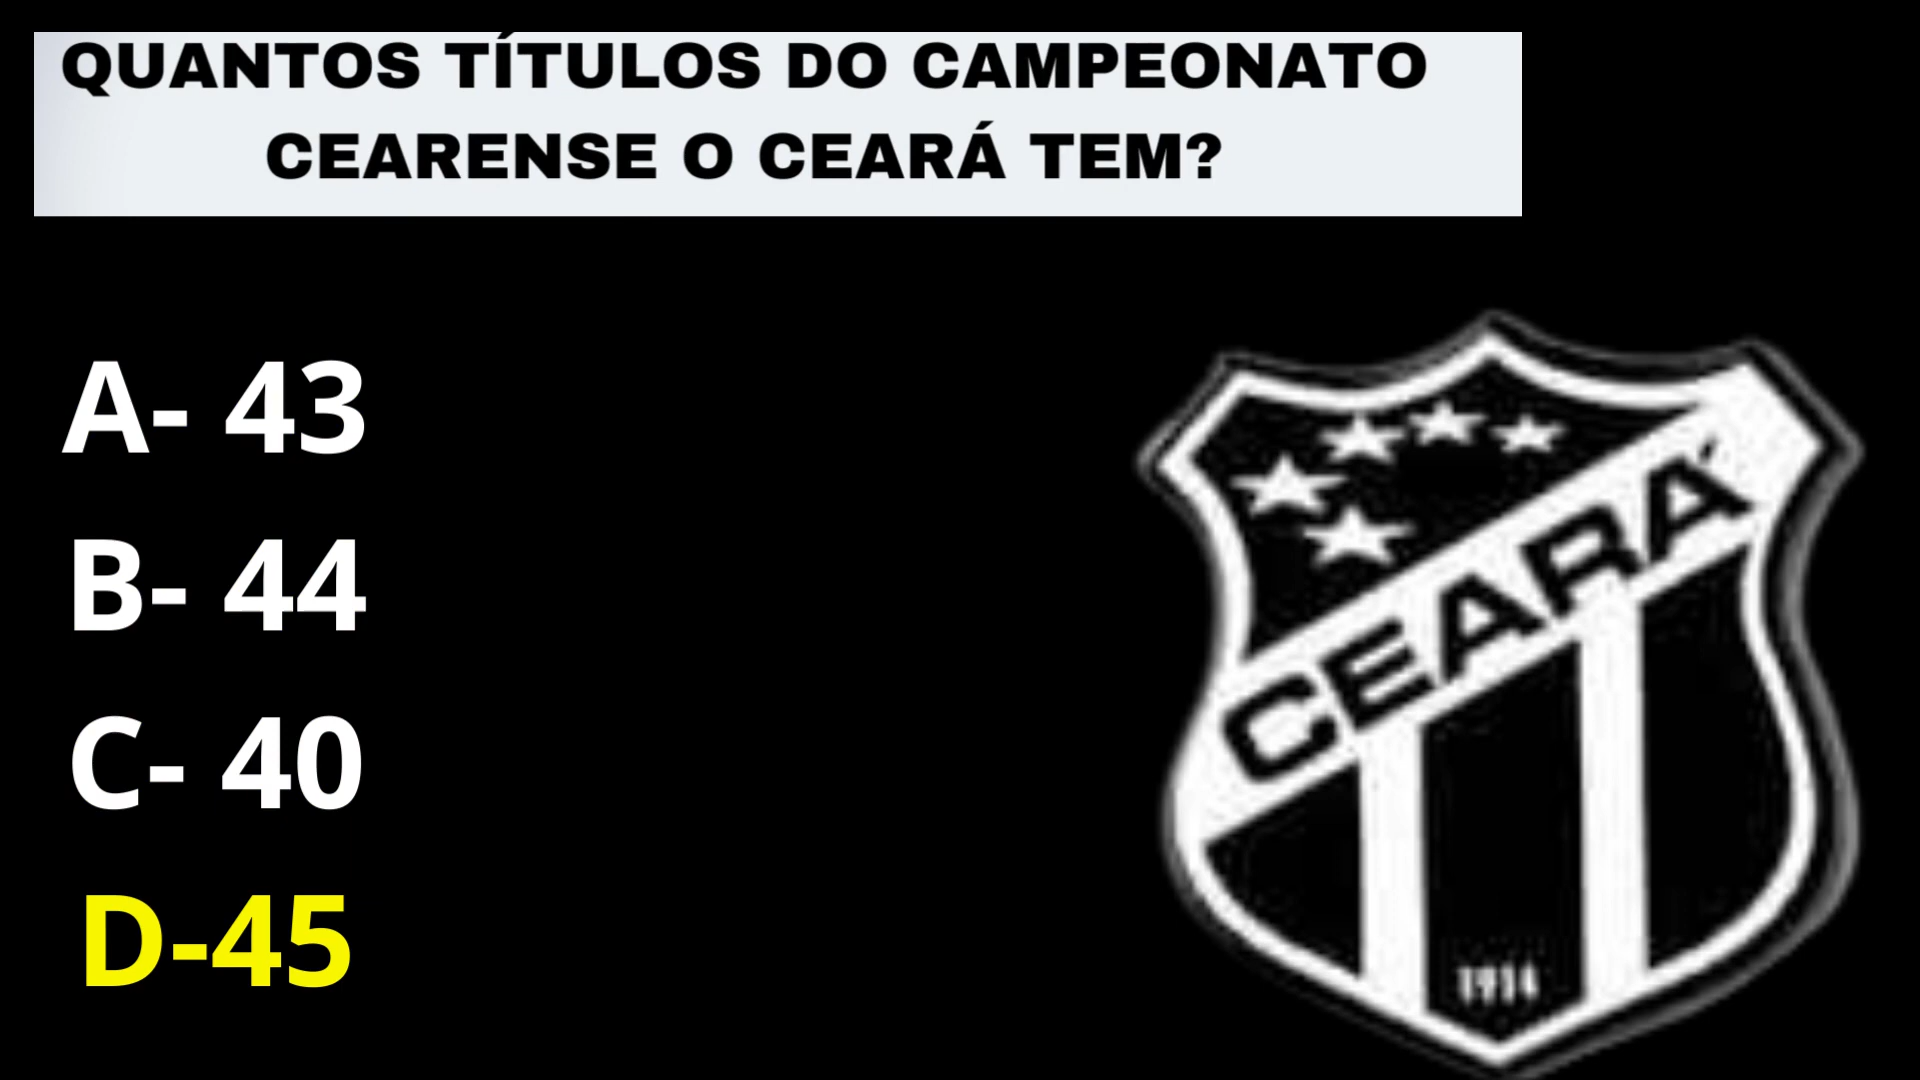 QUANTOS TÍTULOS DO CAMPEONATO
CEARENSE O CEARÁ TEM?
A- 43
B- 44
C- 40
D-45
CEARÁ
1914